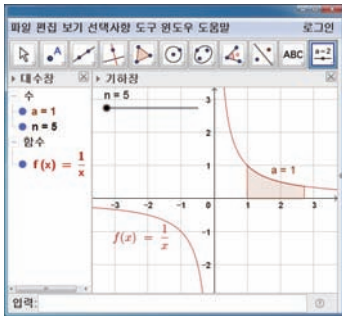 파일 편집 보기 선택사항 도구 윈도우 도움말 로그인
A ABC a=2
▸ 대수창 ▸ 기하창
수
a = 1
n = 5
함수
f(x) = 1/x
n = 5
3
2
1
a = 1
-3 -2 -1 0 1 2 3
-1
f(x) = 1/x
-2
입력: